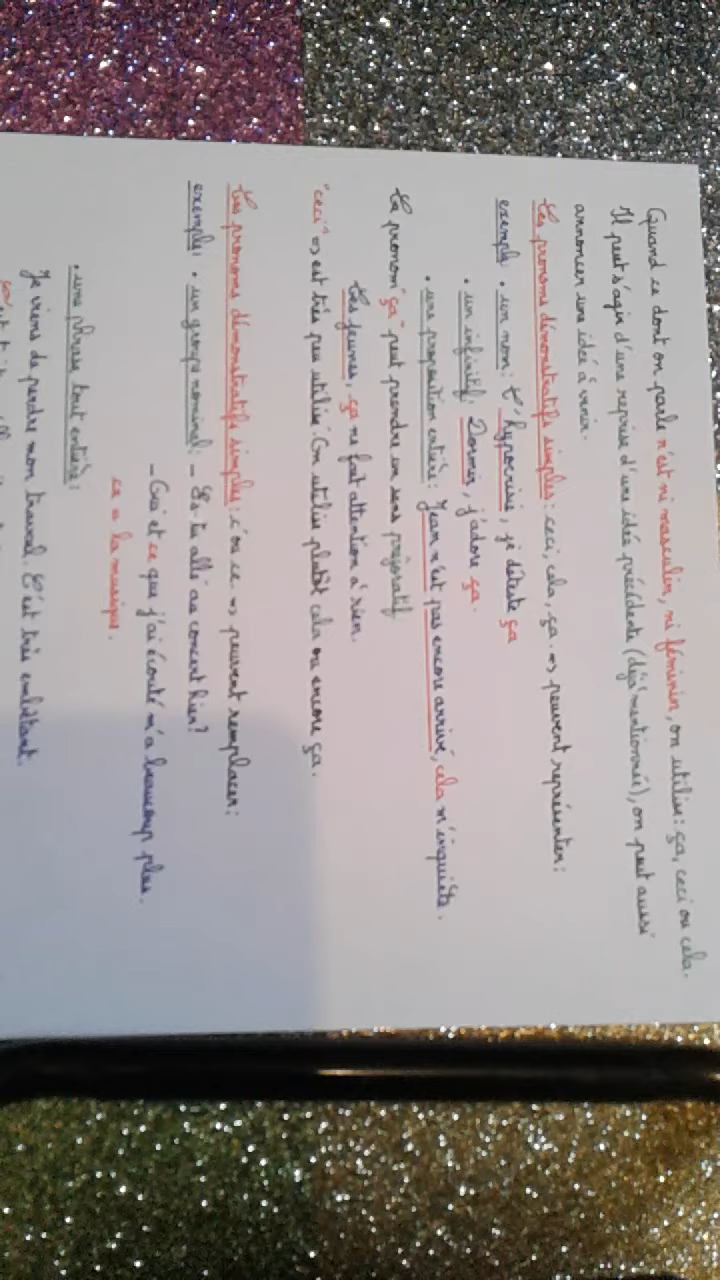 Quand ce dont on parle n'est ni masculin, ni féminin, on utilise : ça, ceci ou cela.
Il peut s'agir d'une reprise d'une idée précédente (déjà mentionnée), on peut aussi
annoncer une idée à venir.
Les pronoms démonstratifs simples : ceci, cela, ça. => peuvent représenter :
exemple : • un nom : L'hypocrisie, je déteste ça
• un infinitif : Dormir, j'adore ça.
• une proposition entière : Jean n'est pas encore arrivé, cela m'inquiète.
Le pronom "ça" peut prendre un sens péjoratif
Les jeunes, ça ne fait attention à rien.
"ceci" => est très peu utilisé. On utilise plutôt cela ou encore ça.
Les pronoms démonstratifs simples : c' ou ce => peuvent remplacer :
exemple : • un groupe nominal : - Es-tu allé au concert hier ?
- Oui et ce que j'ai écouté m'a beaucoup plu.
ce = la musique.
• une phrase tout entière :
Je viens de perdre mon travail. C'est très embêtant.